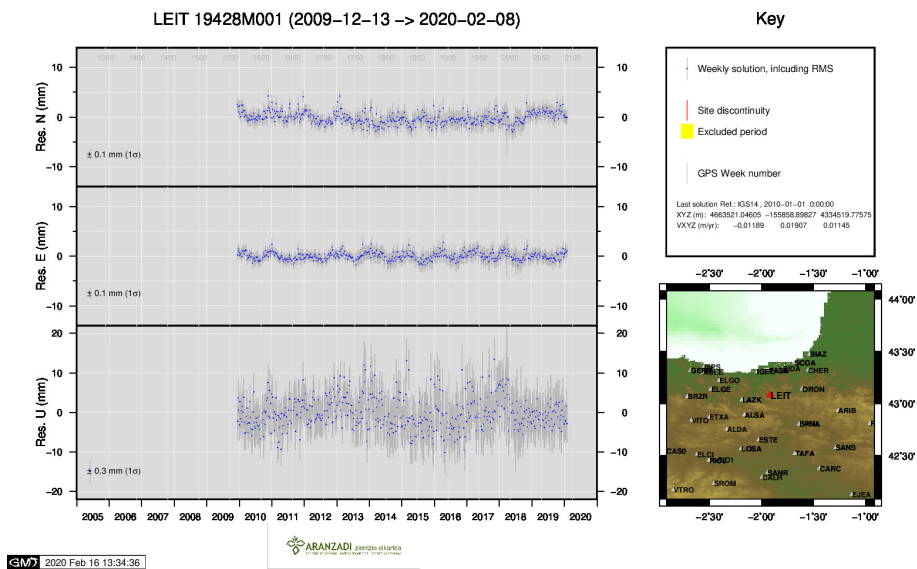 LEIT 19428M001 (2009−12−13 −> 2020−02−08)
Key
1350 1400 1450 1500 1550 1600 1650 1700 1750 1800 1850 1900 1950 2000 2050 2100
Res. N (mm)
10 10
0 0
−10 −10
± 0.1 mm (1σ)
Res. E (mm)
10 10
0 0
−10 −10
± 0.1 mm (1σ)
Res. U (mm)
20 20
10 10
0 0
−10 −10
−20 −20
± 0.3 mm (1σ)
2005 2006 2007 2008 2009 2010 2011 2012 2013 2014 2015 2016 2017 2018 2019 2020
Weekly solution, inlcuding RMS
Site discontinuity
Excluded period
GPS Week number
Last solution Ref.: IGS14 , 2010−01−01 0:00:00
XYZ (m): 4663521.04605 −155858.89827 4334519.77575
VXYZ (m/yr): −0.01189 0.01907 0.01145
−2˚30' −2˚00' −1˚30' −1˚00'
44˚00'
43˚30'
43˚00'
42˚30'
BIAZ
SCOA
CHER
ELGO
ELGE
ORON
BRZR
LAZK
LEIT
ARIB
VITO
ETXA
ALSA
ALDA
ESTE
CAS0
ELCI
LOSA
TAFA
SANS
SANR
CALH
CARC
SROM
VTRO
EJEA
−2˚30' −2˚00' −1˚30' −1˚00'
ARANZADI zientzia elkartea
GMT 2020 Feb 16 13:34:36